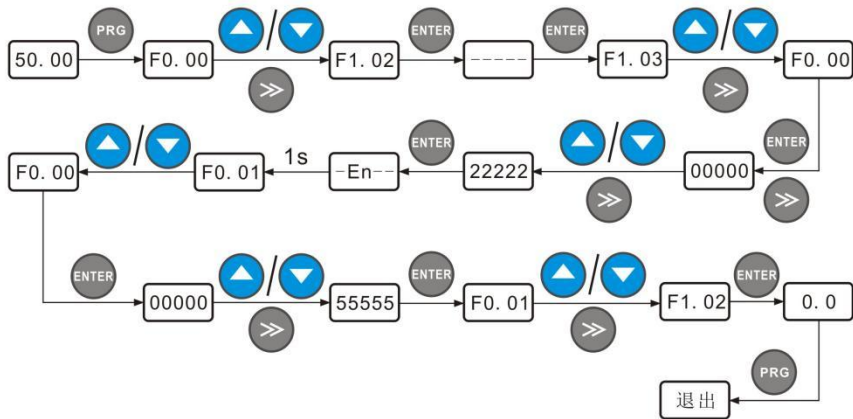 PRG ENTER ENTER
50.00 F0.00 F1.02 ----- F1.03 F0.00
ENTER 1s ENTER
F0.00 F0.01 -En-- 22222 00000
ENTER ENTER ENTER
00000 55555 F0.01 F1.02 0.0
PRG
退出